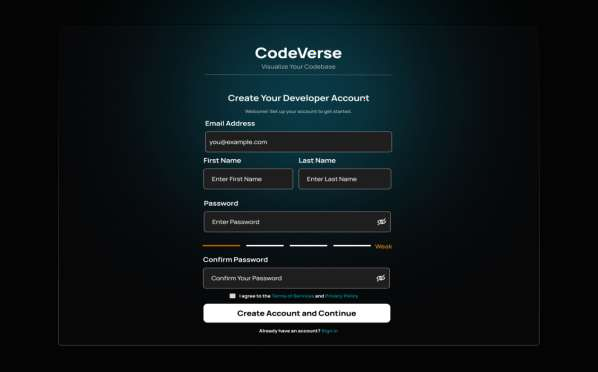 CodeVerse
Visualize Your Codebase
Create Your Developer Account
Welcome! Set up your account to get started.
Email Address
you@example.com
First Name Last Name
Enter First Name Enter Last Name
Password
Enter Password
Weak
Confirm Password
Confirm Your Password
I agree to the Terms of Services and Privacy Policy
Create Account and Continue
Already have an account? Sign in